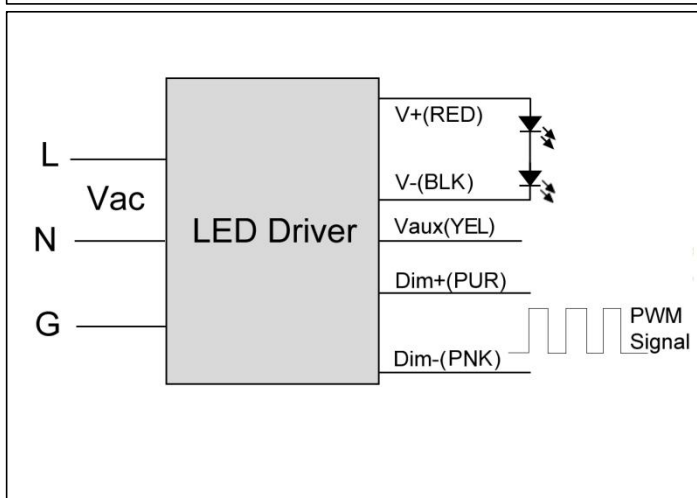 L
Vac
N
G
LED Driver
V+(RED)
V-(BLK)
Vaux(YEL)
Dim+(PUR)
Dim-(PNK)
PWM
Signal